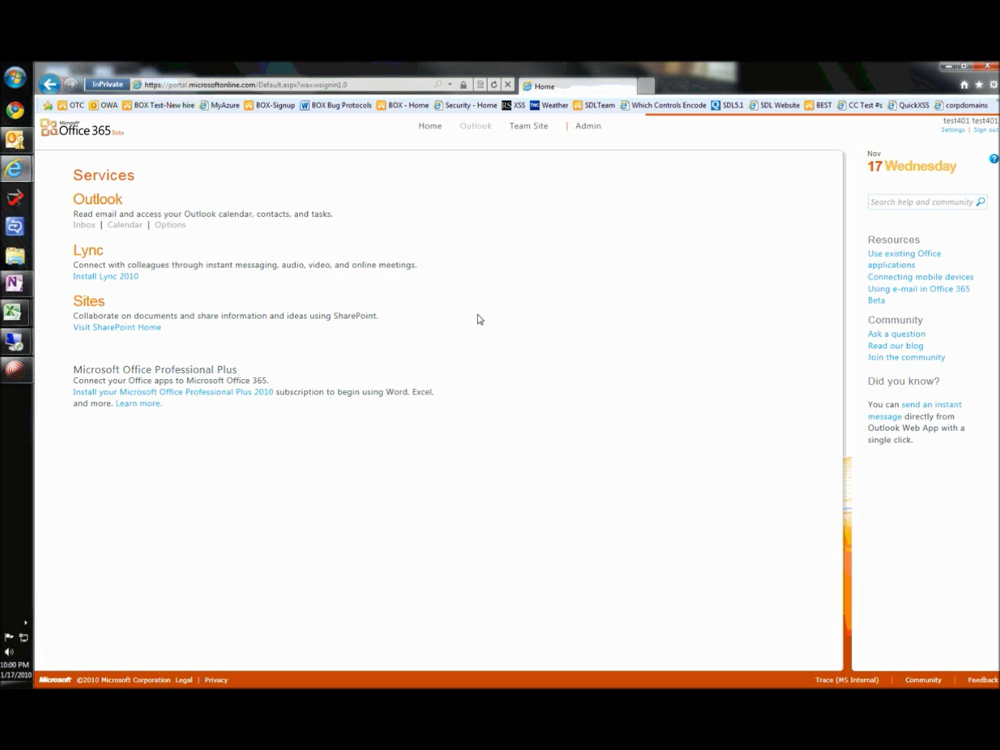 InPrivate https://portal.microsoftonline.com/Default.aspx?wa=wsignin1.0 Home
OTC OWA BOX Test-New hire MyAzure BOX-Signup BOX Bug Protocols BOX - Home Security - Home RS XSS TWC Weather SDLTeam Which Controls Encode SDL5.1 SDL Website BEST CC Test #s QuickXSS corpdomains
Microsoft
Office 365 Beta
Home Outlook Team Site | Admin
test401 test401
Settings | Sign out
Services
Outlook
Read email and access your Outlook calendar, contacts, and tasks.
Inbox | Calendar | Options
Lync
Connect with colleagues through instant messaging, audio, video, and online meetings.
Install Lync 2010
Sites
Collaborate on documents and share information and ideas using SharePoint.
Visit SharePoint Home
Microsoft Office Professional Plus
Connect your Office apps to Microsoft Office 365.
Install your Microsoft Office Professional Plus 2010 subscription to begin using Word, Excel,
and more. Learn more.
Nov
17 Wednesday
Search help and community
Resources
Use existing Office
applications
Connecting mobile devices
Using e-mail in Office 365
Beta
Community
Ask a question
Read our blog
Join the community
Did you know?
You can send an instant
message directly from
Outlook Web App with a
single click.
10:00 PM
1/17/2010
Microsoft ©2010 Microsoft Corporation Legal | Privacy
Trace (MS Internal) | Community | Feedback